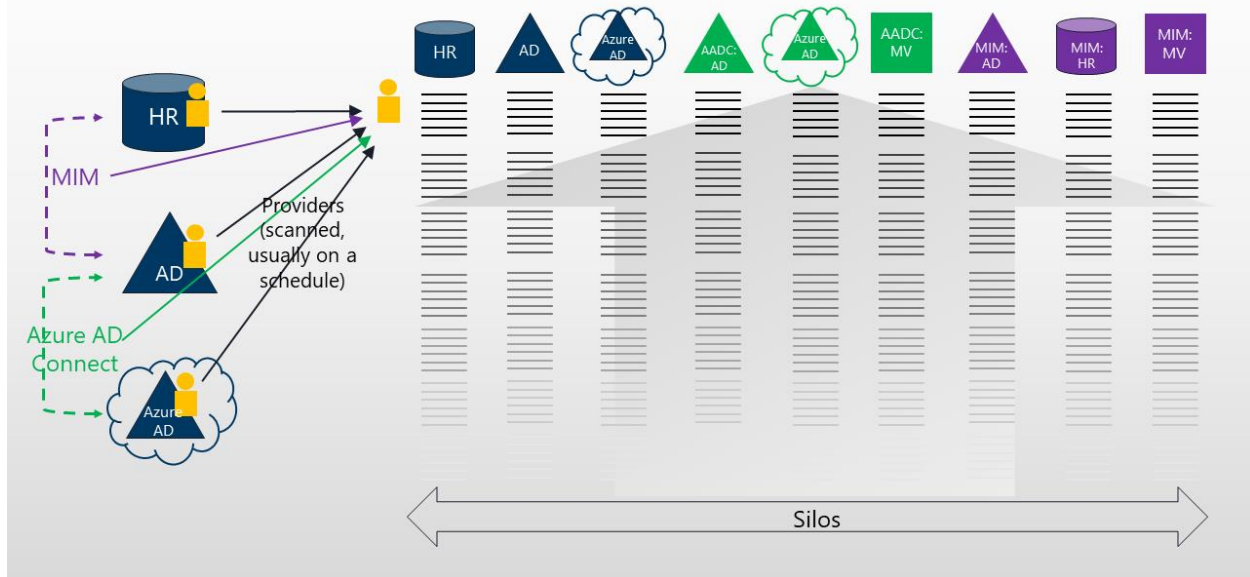 HR
MIM
AD
Azure AD
Connect
Azure
AD
Providers
(scanned,
usually on a
schedule)
HR
AD
Azure
AD
AADC:
AD
Azure
AD
AADC:
MV
MIM:
AD
MIM:
HR
MIM:
MV
Silos